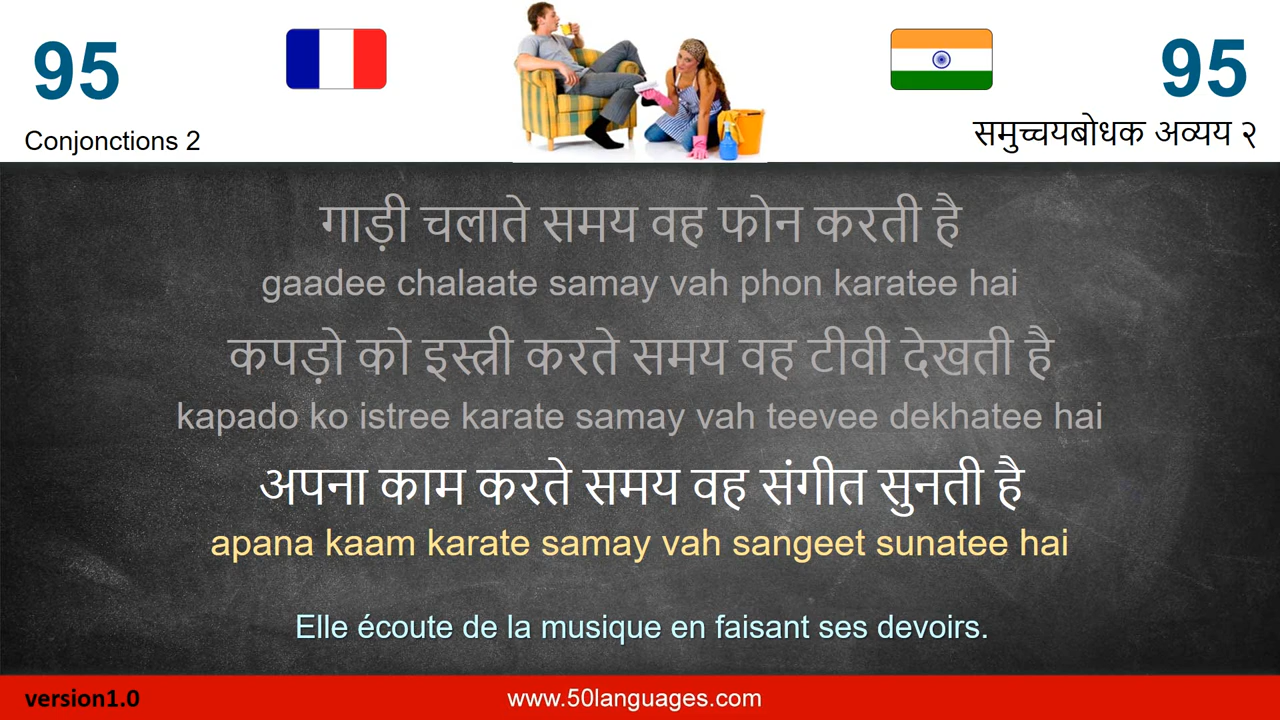 95
Conjonctions 2
95
समुच्चयबोधक अव्यय २
गाड़ी चलाते समय वह फोन करती है
gaadee chalaate samay vah phon karatee hai
कपड़ो को इस्त्री करते समय वह टीवी देखती है
kapado ko istree karate samay vah teevee dekhatee hai
अपना काम करते समय वह संगीत सुनती है
apana kaam karate samay vah sangeet sunatee hai
Elle écoute de la musique en faisant ses devoirs.
version1.0
www.50languages.com